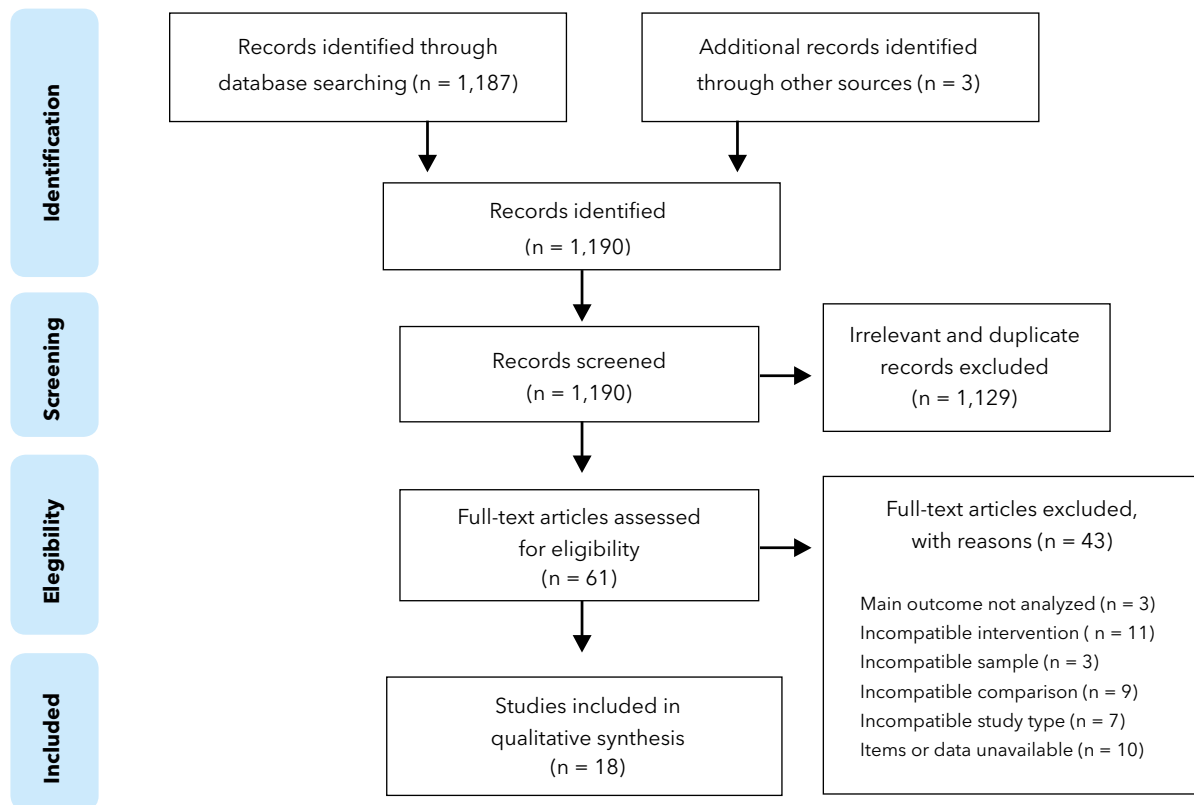 Identification
Records identified through
database searching (n = 1,187)
Additional records identified
through other sources (n = 3)
Records identified
(n = 1,190)
Screening
Records screened
(n = 1,190)
Irrelevant and duplicate
records excluded
(n = 1,129)
Elegibility
Full-text articles assessed
for eligibility
(n = 61)
Full-text articles excluded,
with reasons (n = 43)
Main outcome not analyzed (n = 3)
Incompatible intervention ( n = 11)
Incompatible sample (n = 3)
Incompatible comparison (n = 9)
Incompatible study type (n = 7)
Items or data unavailable (n = 10)
Included
Studies included in
qualitative synthesis
(n = 18)